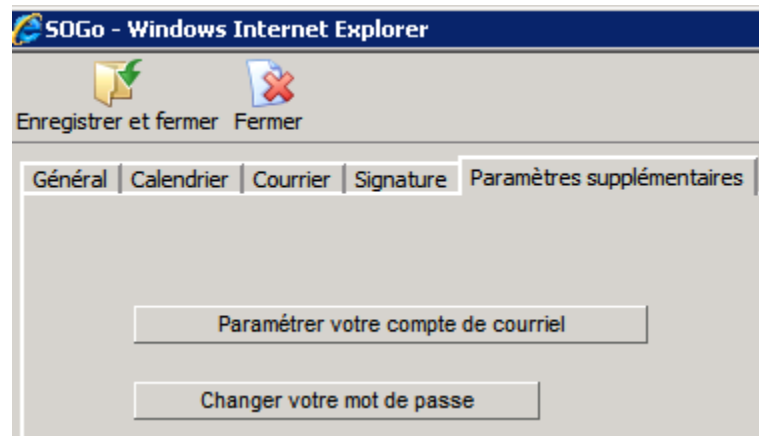 SOGo - Windows Internet Explorer
Enregistrer et fermer Fermer
Général Calendrier Courrier Signature Paramètres supplémentaires
Paramétrer votre compte de courriel
Changer votre mot de passe